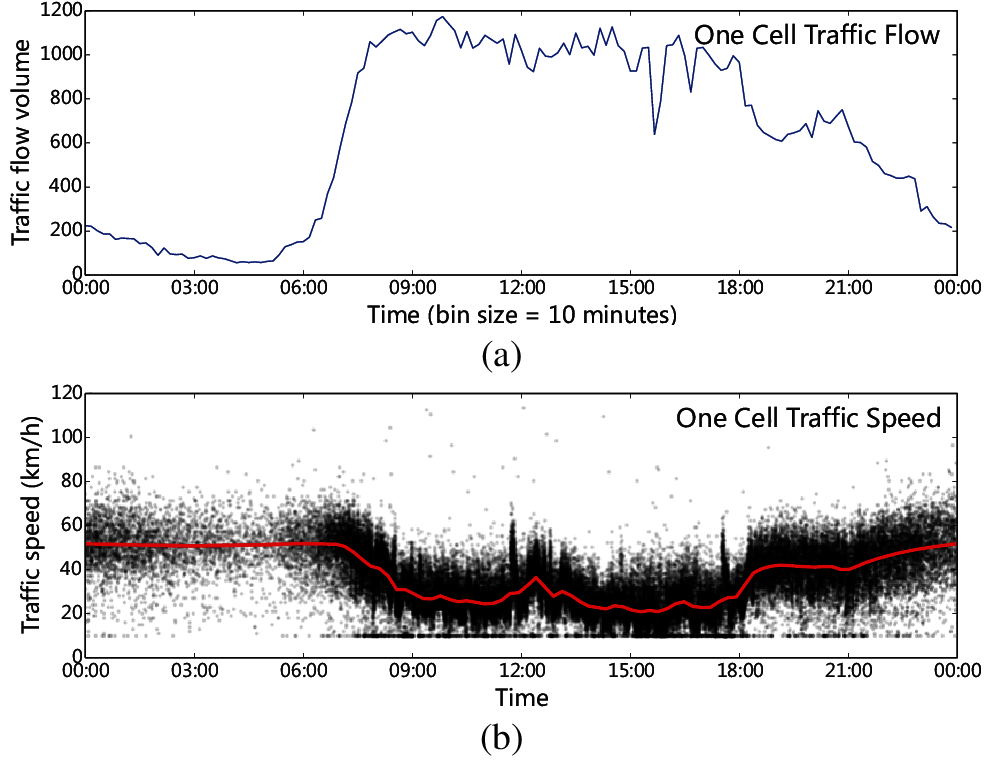 One Cell Traffic Flow
Traffic flow volume
1200
1000
800
600
400
200
0
00:00 03:00 06:00 09:00 12:00 15:00 18:00 21:00 00:00
Time (bin size = 10 minutes)
(a)
One Cell Traffic Speed
Traffic speed (km/h)
120
100
80
60
40
20
0
00:00 03:00 06:00 09:00 12:00 15:00 18:00 21:00 00:00
Time
(b)